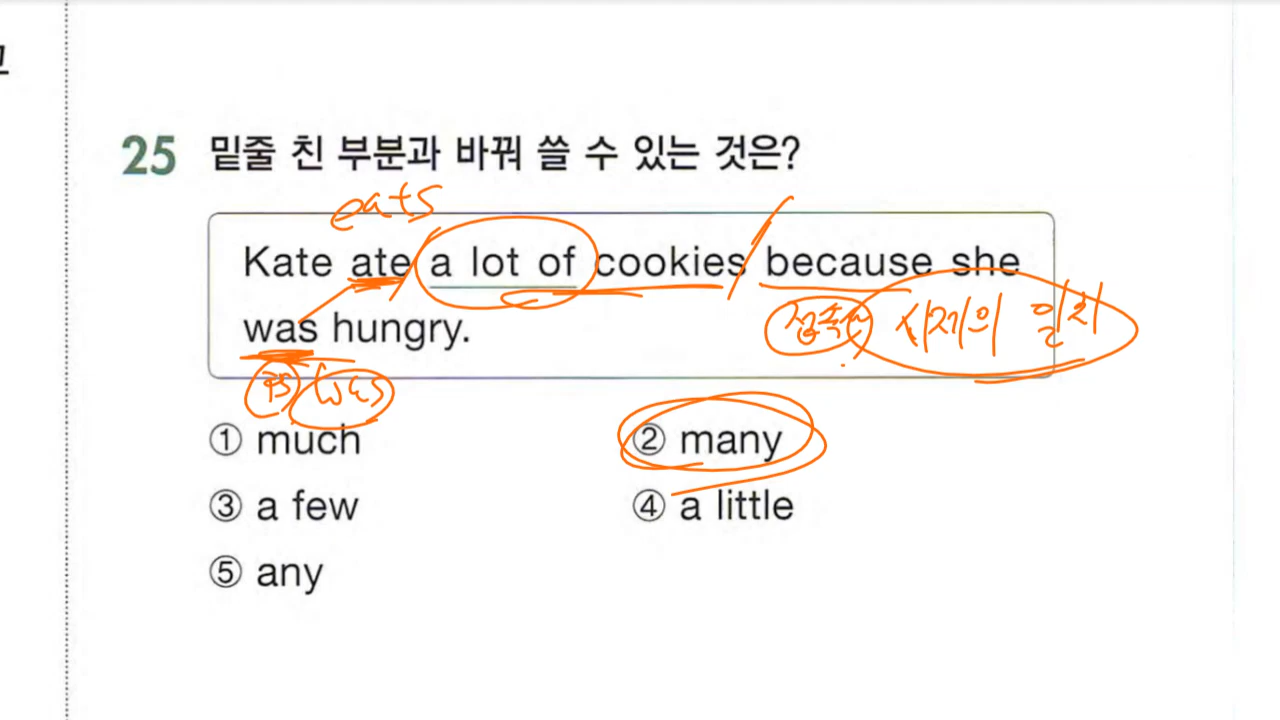 고
25 밑줄 친 부분과 바꿔 쓸 수 있는 것은?
eats
Kate ate a lot of cookies because she
was hungry.
접속사 시제의 일치
was
① much
② many
③ a few
④ a little
⑤ any